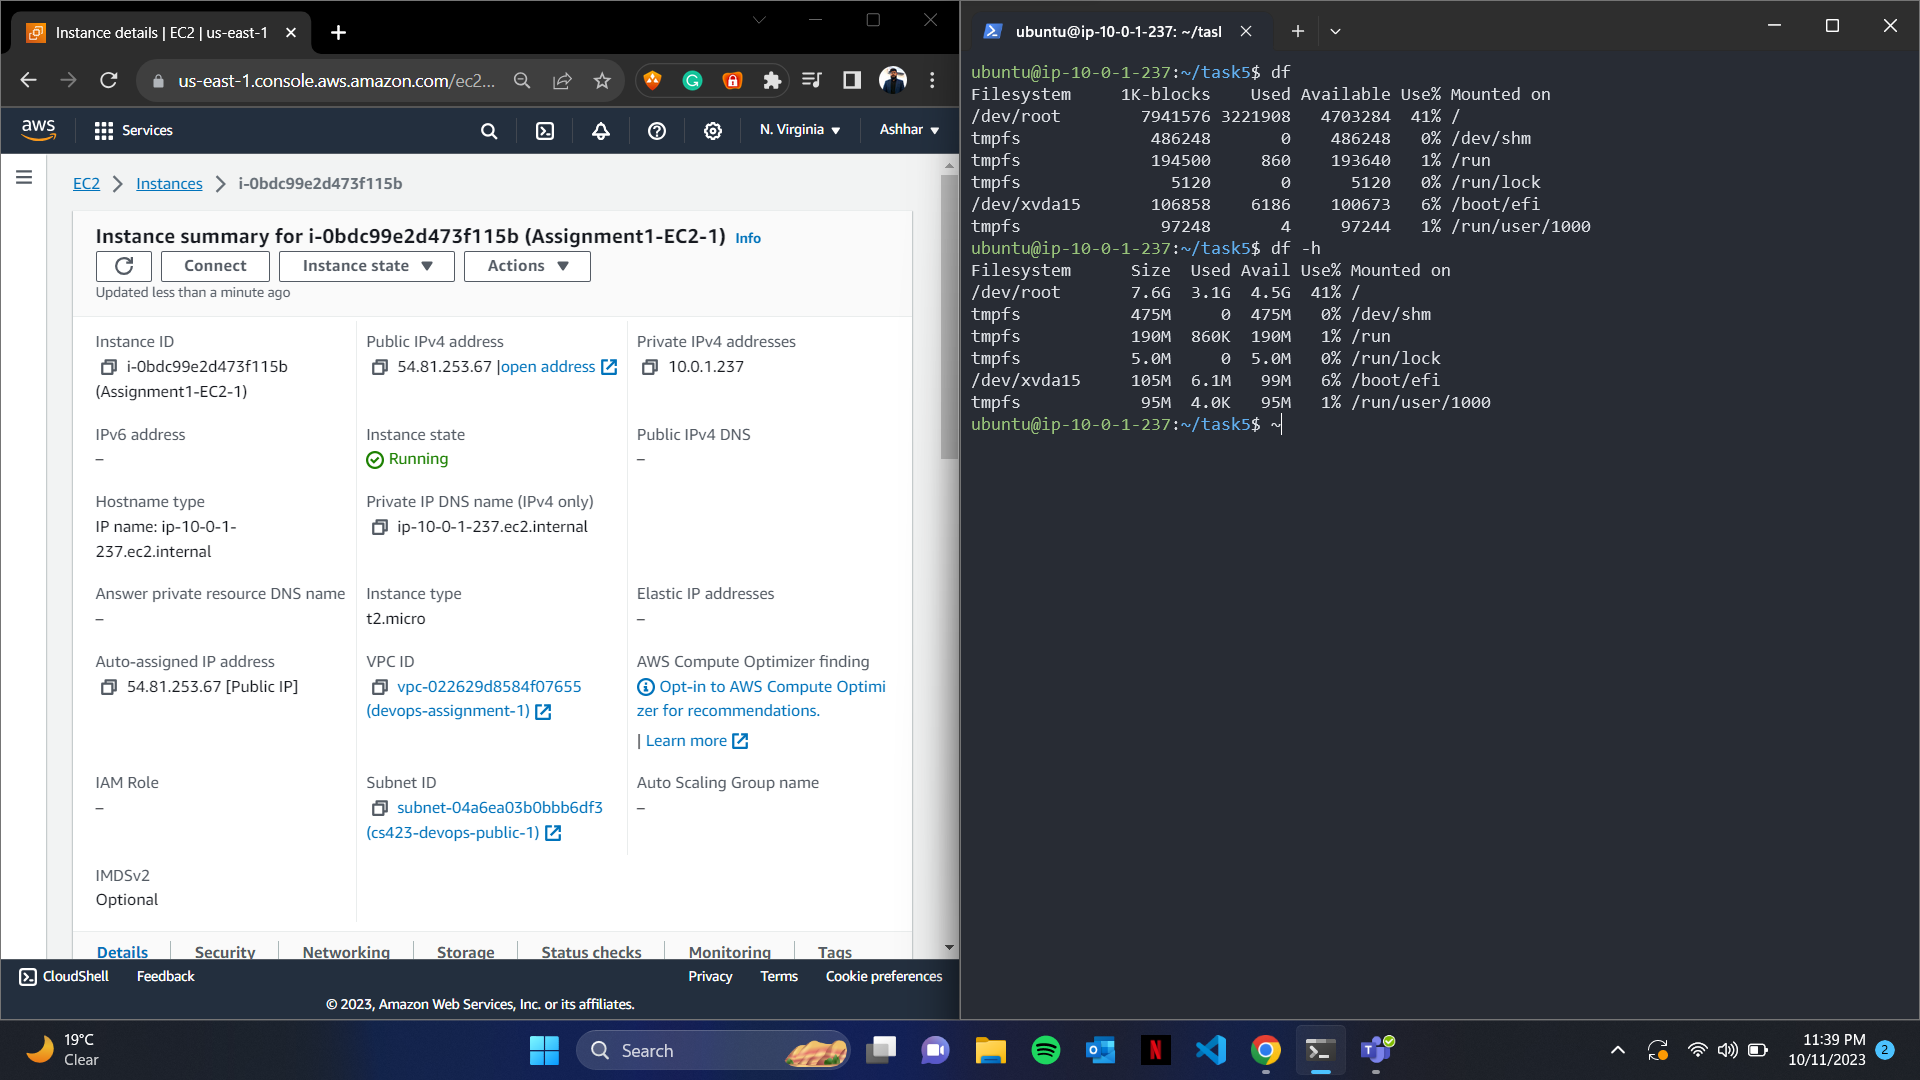 Instance details | EC2 | us-east-1
us-east-1.console.aws.amazon.com/ec2...
aws
Services
N. Virginia
Ashhar
EC2
Instances
i-0bdc99e2d473f115b
Instance summary for i-0bdc99e2d473f115b (Assignment1-EC2-1) Info
Connect
Instance state
Actions
Updated less than a minute ago
Instance ID
i-0bdc99e2d473f115b
(Assignment1-EC2-1)
Public IPv4 address
54.81.253.67 |open address
Private IPv4 addresses
10.0.1.237
IPv6 address
–
Instance state
Running
Public IPv4 DNS
–
Hostname type
IP name: ip-10-0-1-
237.ec2.internal
Private IP DNS name (IPv4 only)
ip-10-0-1-237.ec2.internal
Answer private resource DNS name
–
Instance type
t2.micro
Elastic IP addresses
–
Auto-assigned IP address
54.81.253.67 [Public IP]
VPC ID
vpc-022629d8584f07655
(devops-assignment-1)
AWS Compute Optimizer finding
Opt-in to AWS Compute Optimi
zer for recommendations.
| Learn more
IAM Role
–
Subnet ID
subnet-04a6ea03b0bbb6df3
(cs423-devops-public-1)
Auto Scaling Group name
–
IMDSv2
Optional
Details
Security
Networking
Storage
Status checks
Monitoring
Tags
CloudShell
Feedback
Privacy
Terms
Cookie preferences
© 2023, Amazon Web Services, Inc. or its affiliates.
ubuntu@ip-10-0-1-237: ~/tasl
ubuntu@ip-10-0-1-237:~/task5$ df
Filesystem     1K-blocks    Used Available Use% Mounted on
/dev/root        7941576 3221908   4703284  41% /
tmpfs             486248       0    486248   0% /dev/shm
tmpfs             194500     860    193640   1% /run
tmpfs               5120       0      5120   0% /run/lock
/dev/xvda15       106858    6186    100673   6% /boot/efi
tmpfs              97248       4     97244   1% /run/user/1000
ubuntu@ip-10-0-1-237:~/task5$ df -h
Filesystem      Size  Used Avail Use% Mounted on
/dev/root       7.6G  3.1G  4.5G  41% /
tmpfs           475M     0  475M   0% /dev/shm
tmpfs           190M  860K  190M   1% /run
tmpfs           5.0M     0  5.0M   0% /run/lock
/dev/xvda15     105M  6.1M   99M   6% /boot/efi
tmpfs            95M  4.0K   95M   1% /run/user/1000
ubuntu@ip-10-0-1-237:~/task5$ ~
19°C
Clear
Search
N
11:39 PM
10/11/2023
2